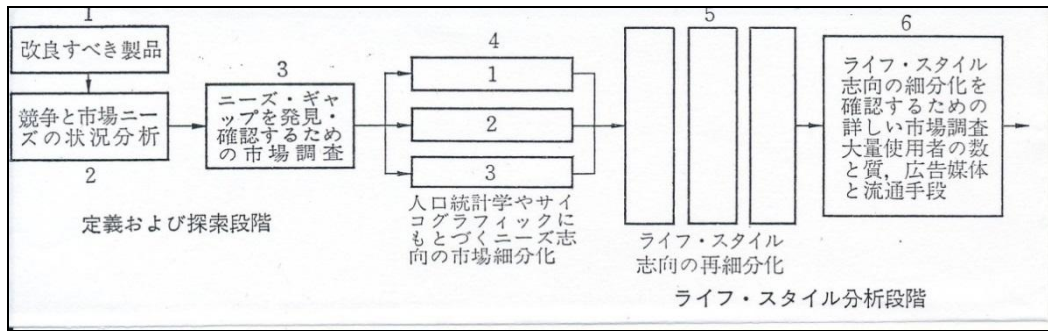 1
改良すべき製品
競争と市場ニー
ズの状況分析
2
定義および探索段階
3
ニーズ・ギャ
ップを発見・
確認するため
の市場調査
4
1
2
3
人口統計学やサイ
コグラフィックに
もとづくニーズ志
向の市場細分化
5
ライフ・スタイル
志向の再細分化
6
ライフ・スタイル
志向の細分化を
確認するための
詳しい市場調査
大量使用者の数
と質，広告媒体
と流通手段
ライフ・スタイル分析段階